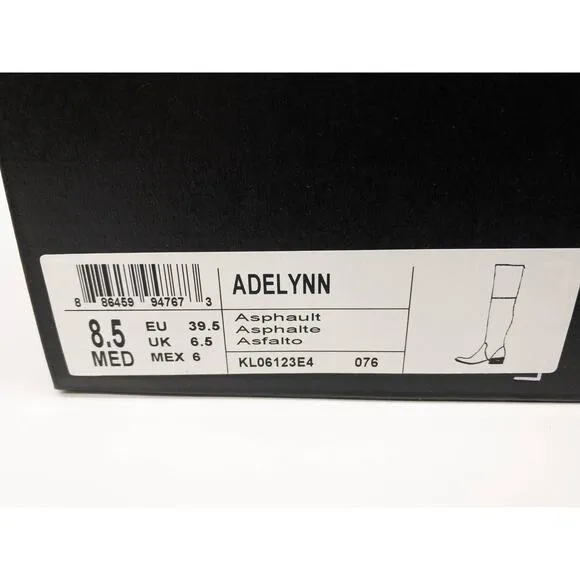 ADELYNN
8 86459 94767 3
Asphault
Asphalte
Asfalto
8.5 MED
EU 39.5
UK 6.5
MEX 6
KL06123E4 076